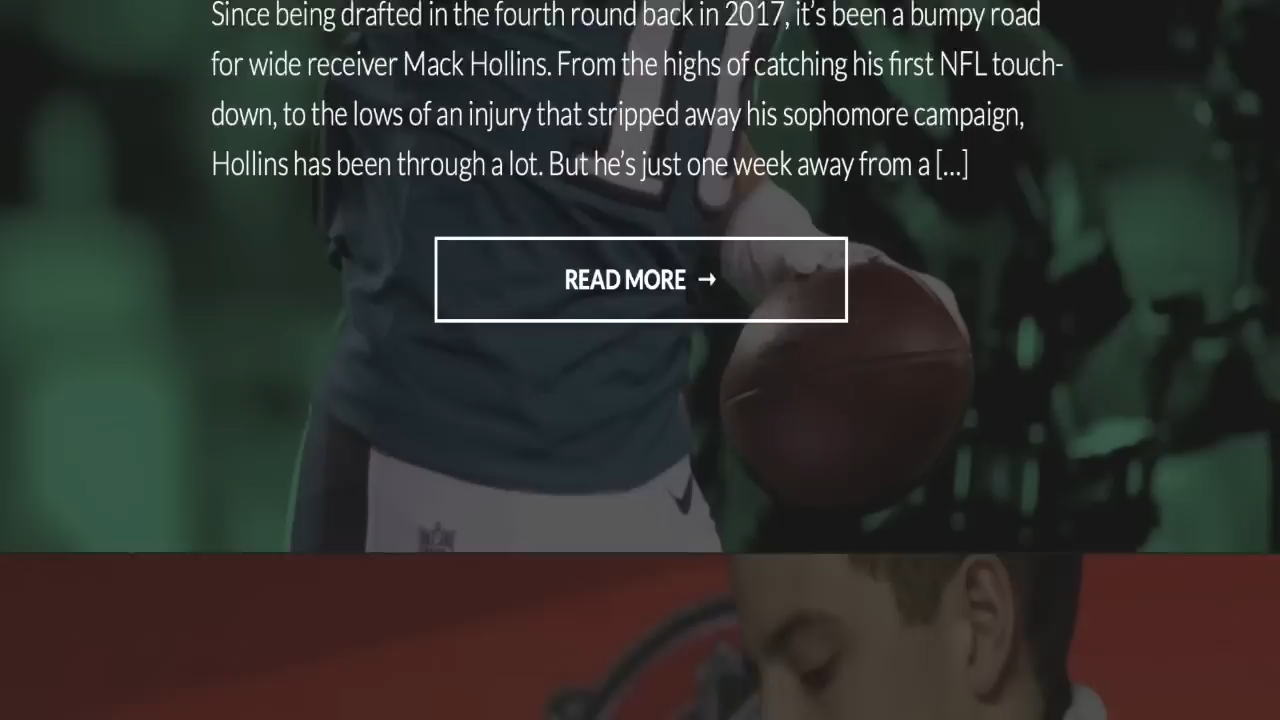 Since being drafted in the fourth round back in 2017, it’s been a bumpy road
for wide receiver Mack Hollins. From the highs of catching his first NFL touch-
down, to the lows of an injury that stripped away his sophomore campaign,
Hollins has been through a lot. But he’s just one week away from a [...]
READ MORE →